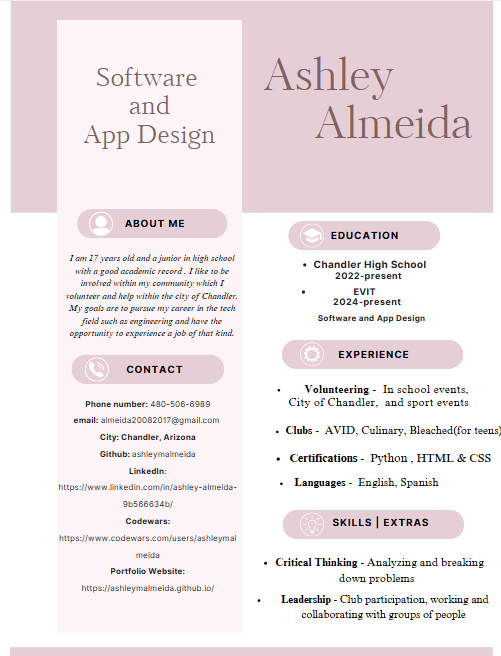 Software
and
App Design
Ashley
Almeida
ABOUT ME
I am 17 years old and a junior in high school
with a good academic record . I like to be
involved within my community which I
volunteer and help within the city of Chandler.
My goals are to pursue my career in the tech
field such as engineering and have the
opportunity to experience a job of that kind.
CONTACT
Phone number: 480-506-6989
email: almeida20082017@gmail.com
City: Chandler, Arizona
Github: ashleymalmeida
LinkedIn:
https://www.linkedin.com/in/ashley-almeida-
9b566634b/
Codewars:
https://www.codewars.com/users/ashleymal
meida
Portfolio Website:
https://ashleymalmeida.github.io/
EDUCATION
• Chandler High School
2022-present
• EVIT
2024-present
Software and App Design
EXPERIENCE
• Volunteering - In school events,
City of Chandler, and sport events
• Clubs - AVID, Culinary, Bleached(for teens)
• Certifications - Python , HTML & CSS
• Languages - English, Spanish
SKILLS | EXTRAS
• Critical Thinking - Analyzing and breaking
down problems
• Leadership - Club participation, working and
collaborating with groups of people